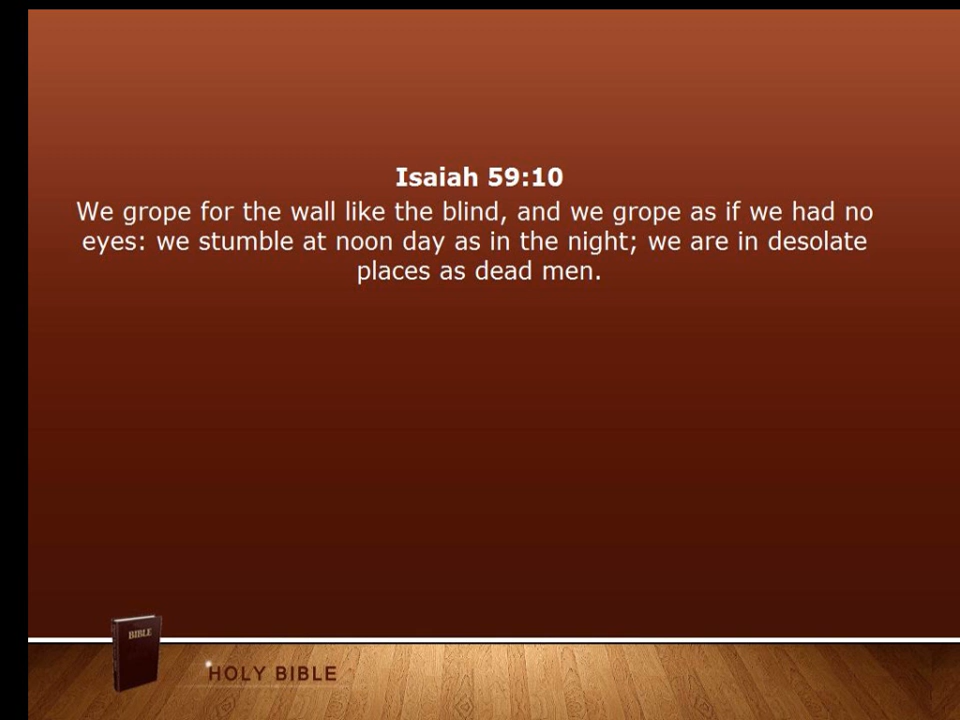 Isaiah 59:10
We grope for the wall like the blind, and we grope as if we had no
eyes: we stumble at noon day as in the night; we are in desolate
places as dead men.
BIBLE
HOLY BIBLE